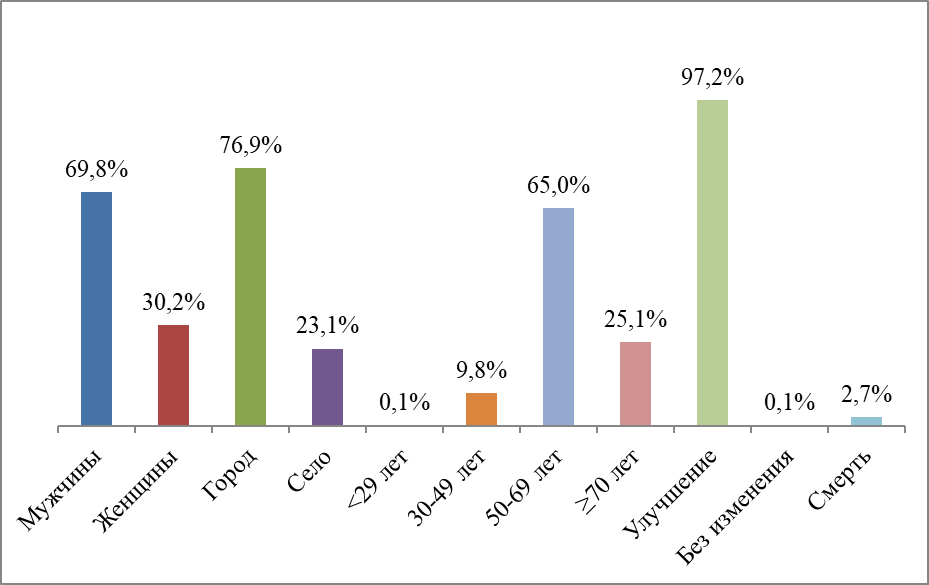 69,8%
30,2%
76,9%
23,1%
0,1%
9,8%
65,0%
25,1%
97,2%
0,1%
2,7%
Мужчины
Женщины
Город
Село
<29 лет
30-49 лет
50-69 лет
≥70 лет
Улучшение
Без изменения
Смерть